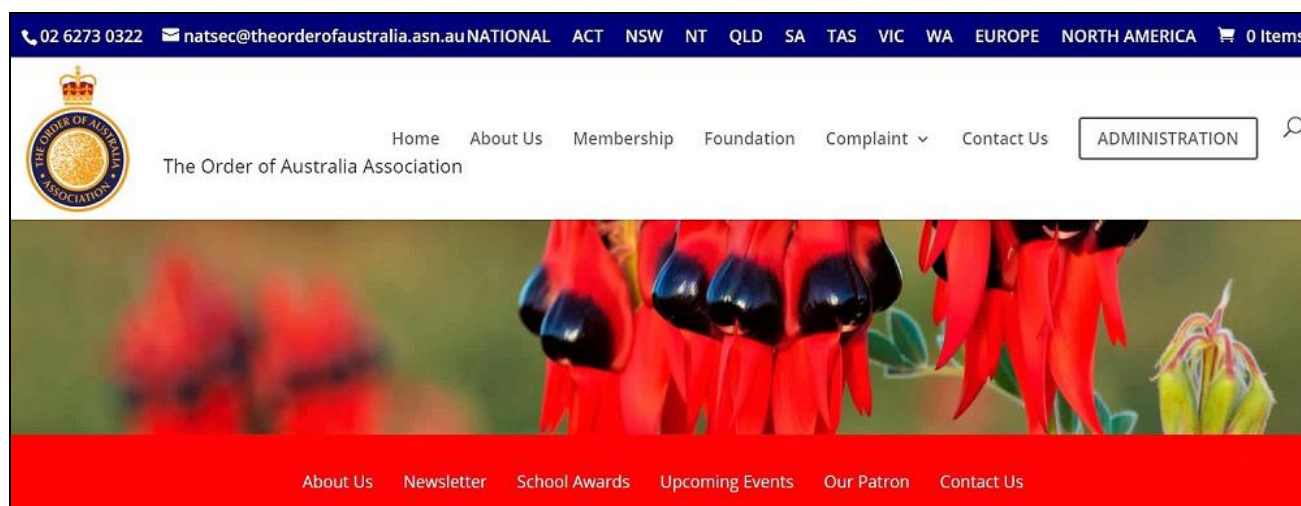 02 6273 0322 natsec@theorderofaustralia.asn.au NATIONAL ACT NSW NT QLD SA TAS VIC WA EUROPE NORTH AMERICA 0 Items
THE ORDER OF AUSTRALIA
ASSOCIATION
Home About Us Membership Foundation Complaint Contact Us ADMINISTRATION
The Order of Australia Association
About Us Newsletter School Awards Upcoming Events Our Patron Contact Us